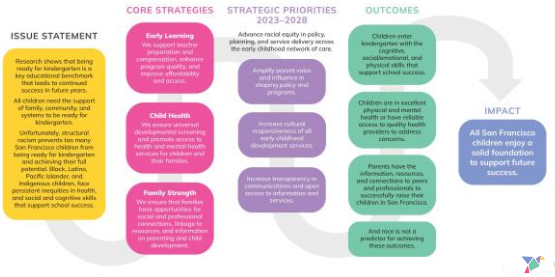 ISSUE STATEMENT
Research shows that being
ready for kindergarten is a
key educational benchmark
that leads to continued
success in future years.
All children need the support
of family, community, and
systems to be ready for
kindergarten.
Unfortunately, structural
racism prevents too many
San Francisco children from
being ready for kindergarten
and achieving their full
potential. Black, Latino,
Pacific Islander, and
Indigenous children, face
persistent inequities in health,
and social and cognitive skills
that support school success.
CORE STRATEGIES
Early Learning
We support teacher
preparation and
compensation, enhance
program quality, and
improve affordability
and access.
Child Health
We ensure universal
developmental screening
and promote access to
health and mental health
services for children and
their families.
Family Strength
We ensure that families
have opportunities for
social and professional
connections, linkage to
resources, and information
on parenting and child
development.
STRATEGIC PRIORITIES
2023–2028
Advance racial equity in policy,
planning, and service delivery across
the early childhood network of care.
Amplify parent voice
and influence in
shaping policy and
programs.
Increase cultural
responsiveness of all
early childhood
development services.
Increase transparency in
communications and open
access to information and
services.
OUTCOMES
Children enter
kindergarten with the
cognitive,
social/emotional, and
physical skills that
support school success.
Children are in excellent
physical and mental
health or have reliable
access to quality health
providers to address
concerns.
Parents have the
information, resources,
and connections to peers
and professionals to
successfully raise their
children in San Francisco.
And race is not a
predictor for achieving
these outcomes.
IMPACT
All San Francisco
children enjoy a
solid foundation
to support future
success.